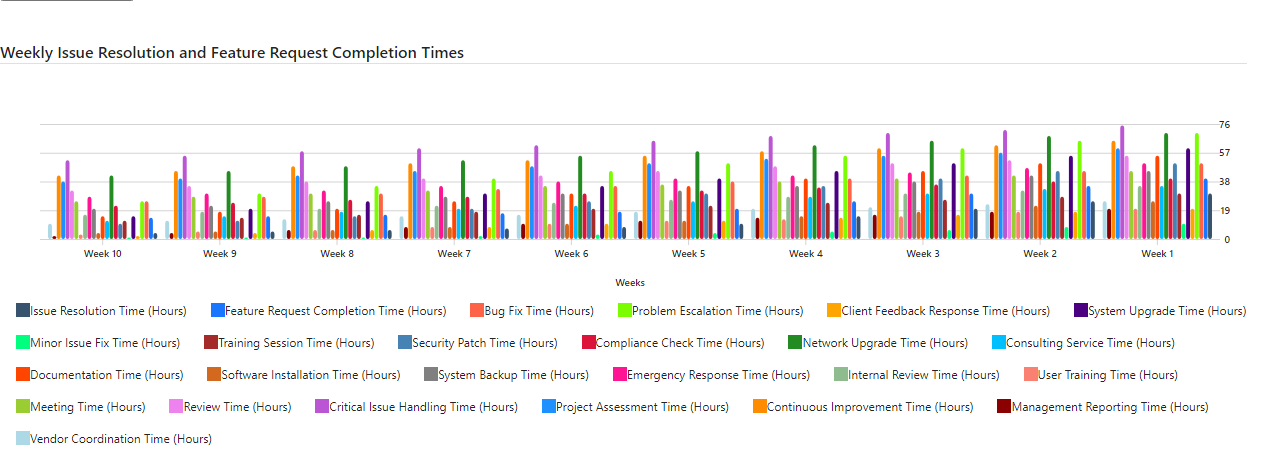 Weekly Issue Resolution and Feature Request Completion Times
76
57
38
19
0
Week 10 Week 9 Week 8 Week 7 Week 6 Week 5 Week 4 Week 3 Week 2 Week 1
Weeks
Issue Resolution Time (Hours) Feature Request Completion Time (Hours) Bug Fix Time (Hours) Problem Escalation Time (Hours) Client Feedback Response Time (Hours) System Upgrade Time (Hours)
Minor Issue Fix Time (Hours) Training Session Time (Hours) Security Patch Time (Hours) Compliance Check Time (Hours) Network Upgrade Time (Hours) Consulting Service Time (Hours)
Documentation Time (Hours) Software Installation Time (Hours) System Backup Time (Hours) Emergency Response Time (Hours) Internal Review Time (Hours) User Training Time (Hours)
Meeting Time (Hours) Review Time (Hours) Critical Issue Handling Time (Hours) Project Assessment Time (Hours) Continuous Improvement Time (Hours) Management Reporting Time (Hours)
Vendor Coordination Time (Hours)